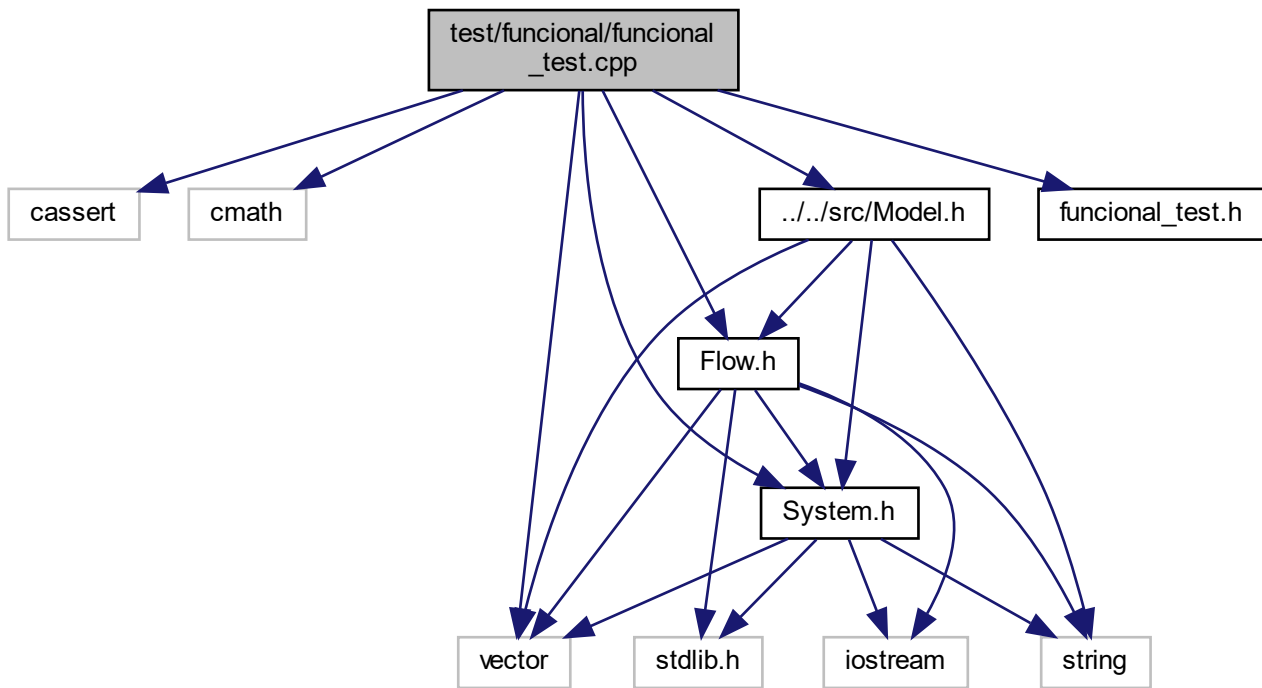 test/funcional/funcional
_test.cpp
cassert
cmath
../../src/Model.h
funcional_test.h
Flow.h
System.h
vector
stdlib.h
iostream
string